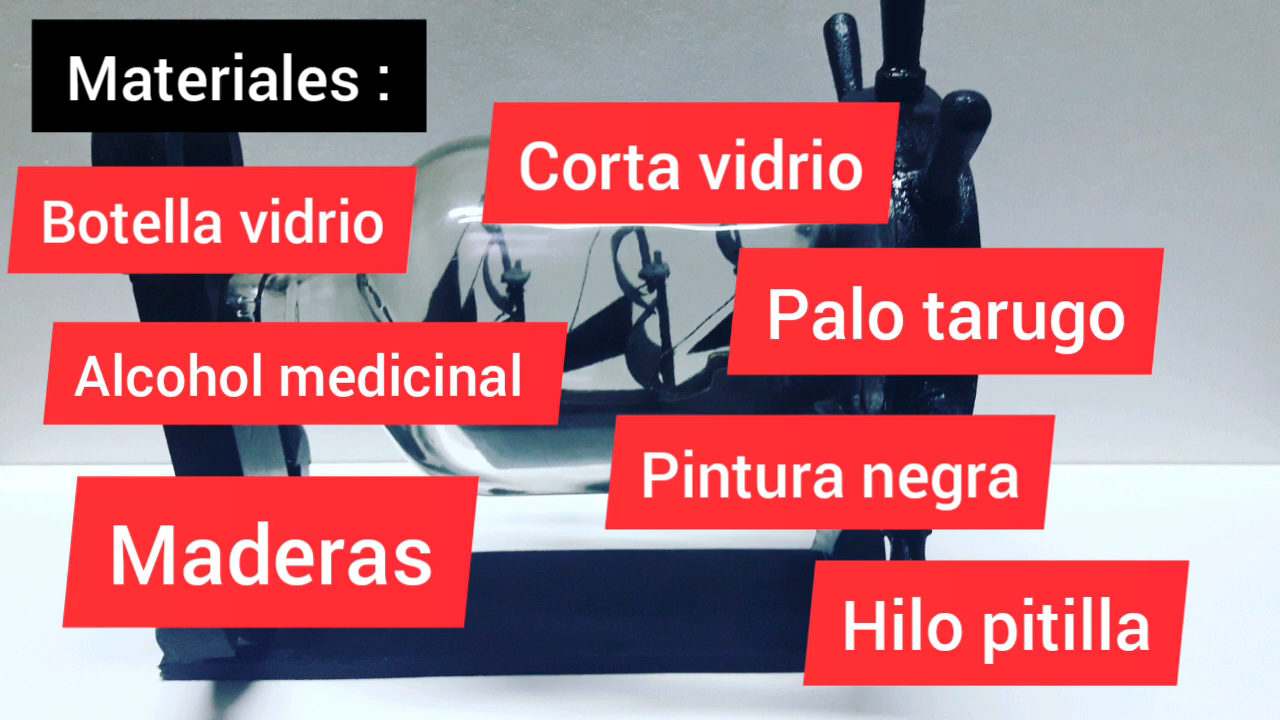 Materiales :
Corta vidrio
Botella vidrio
Palo tarugo
Alcohol medicinal
Pintura negra
Maderas
Hilo pitilla